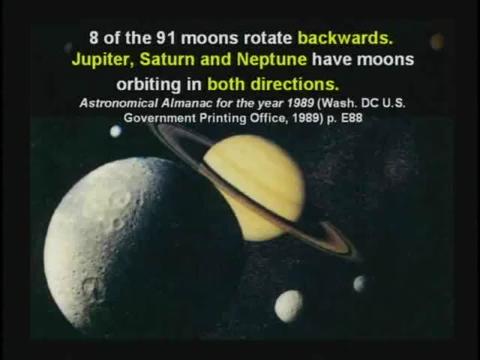 8 of the 91 moons rotate backwards.
Jupiter, Saturn and Neptune have moons
orbiting in both directions.
Astronomical Almanac for the year 1989 (Wash. DC U.S.
Government Printing Office, 1989) p. E88